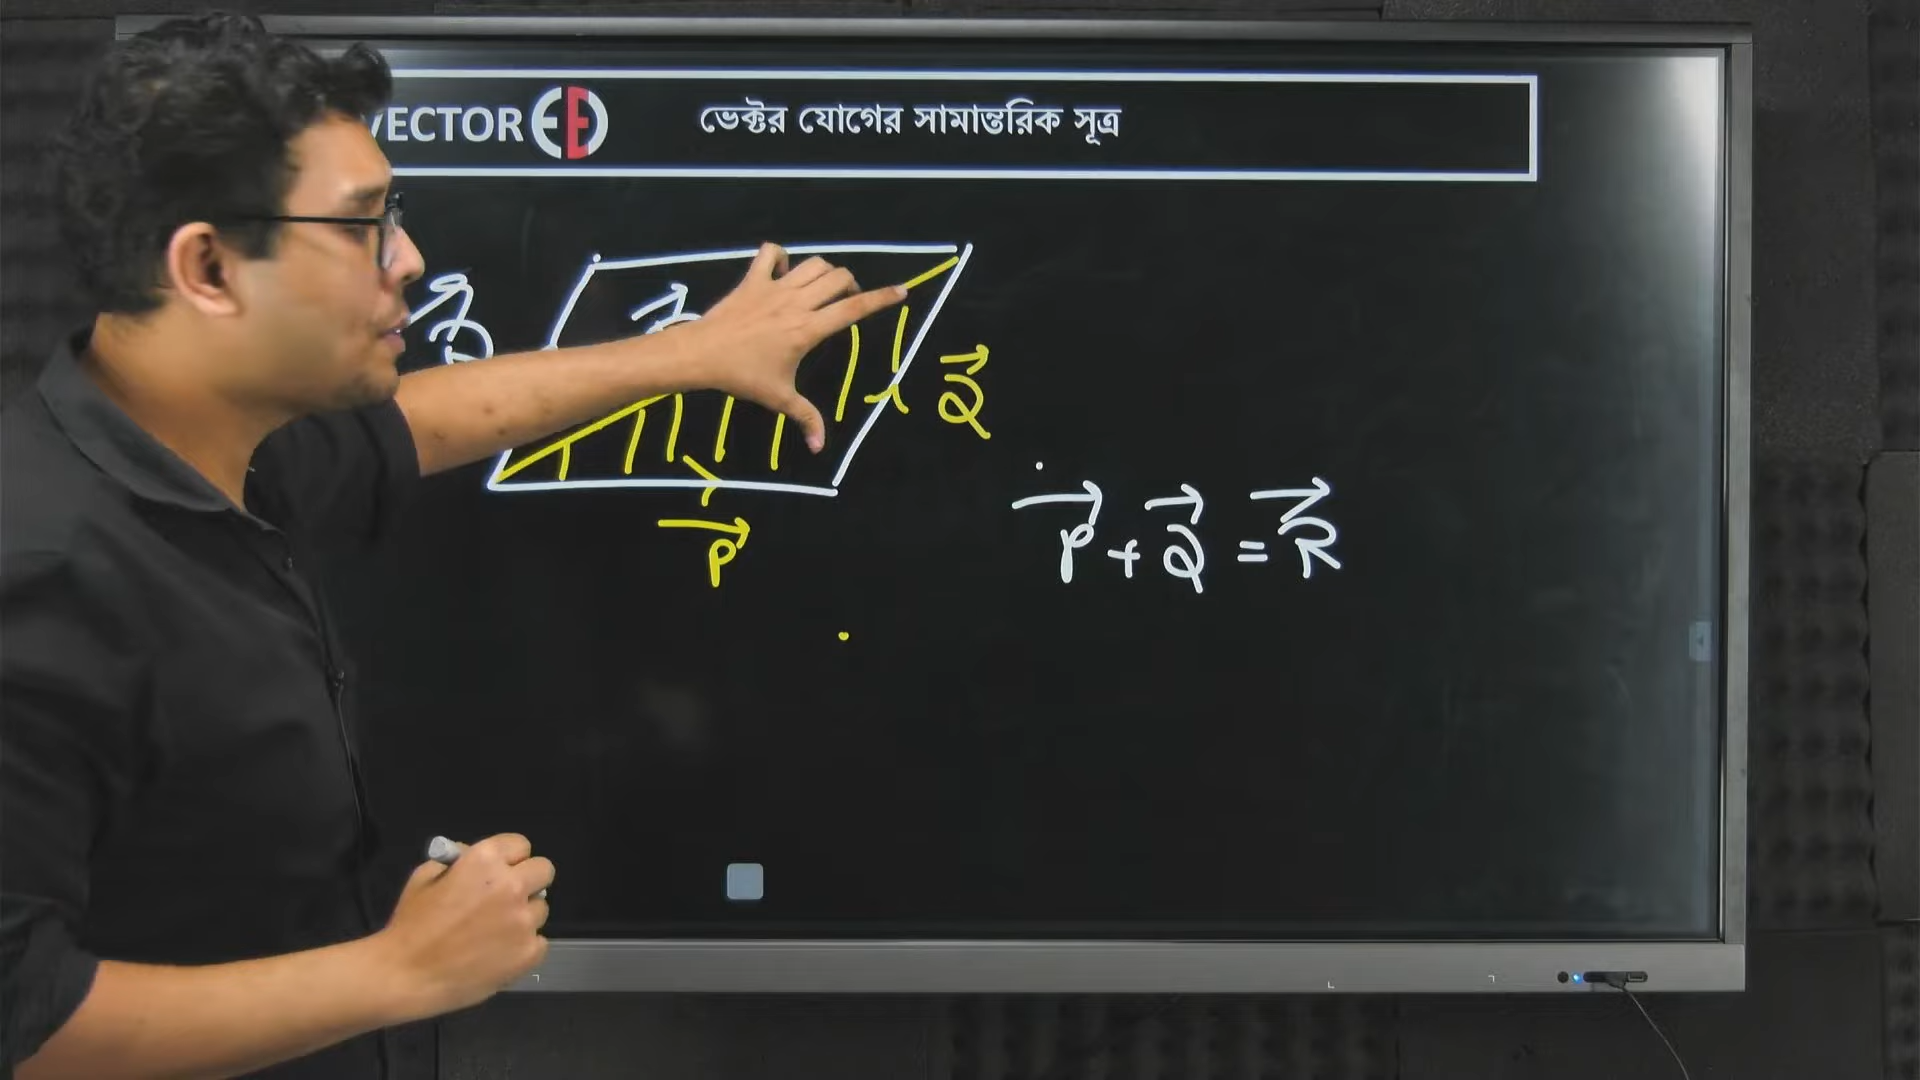 VECTOR ভেক্টর যোগের সামান্তরিক সূত্র
Q
Q
P
P + Q = R